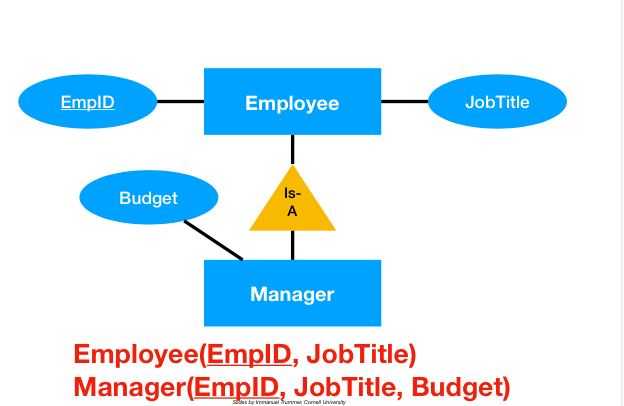 Employee
EmpID
JobTitle
Is-
A
Budget
Manager
Employee(EmpID, JobTitle)
Manager(EmpID, JobTitle, Budget)
Slides by Immanuel Trummer, Cornell University